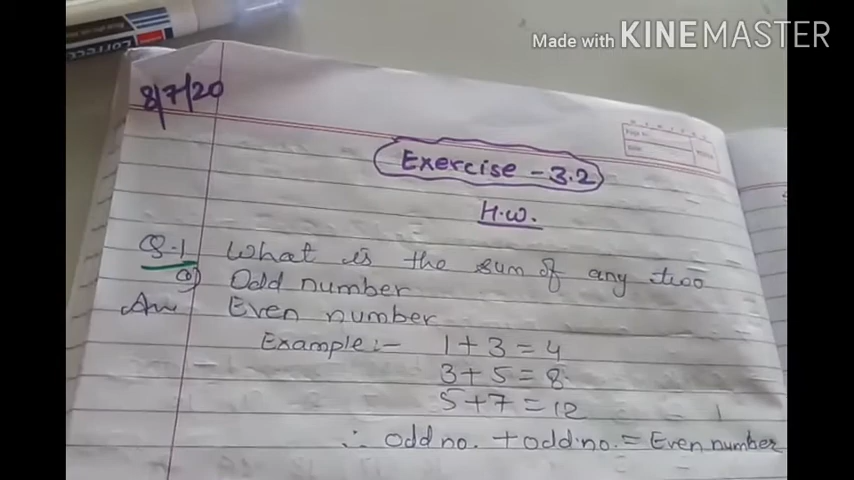 Made with KINEMASTER
8/7/20
Exercise - 3.2
H.W.
Q.1 What is the sum of any two
a) Odd number
Ans Even number
Example:- 1 + 3 = 4
3 + 5 = 8
5 + 7 = 12
∴ odd no. + odd no. = Even number